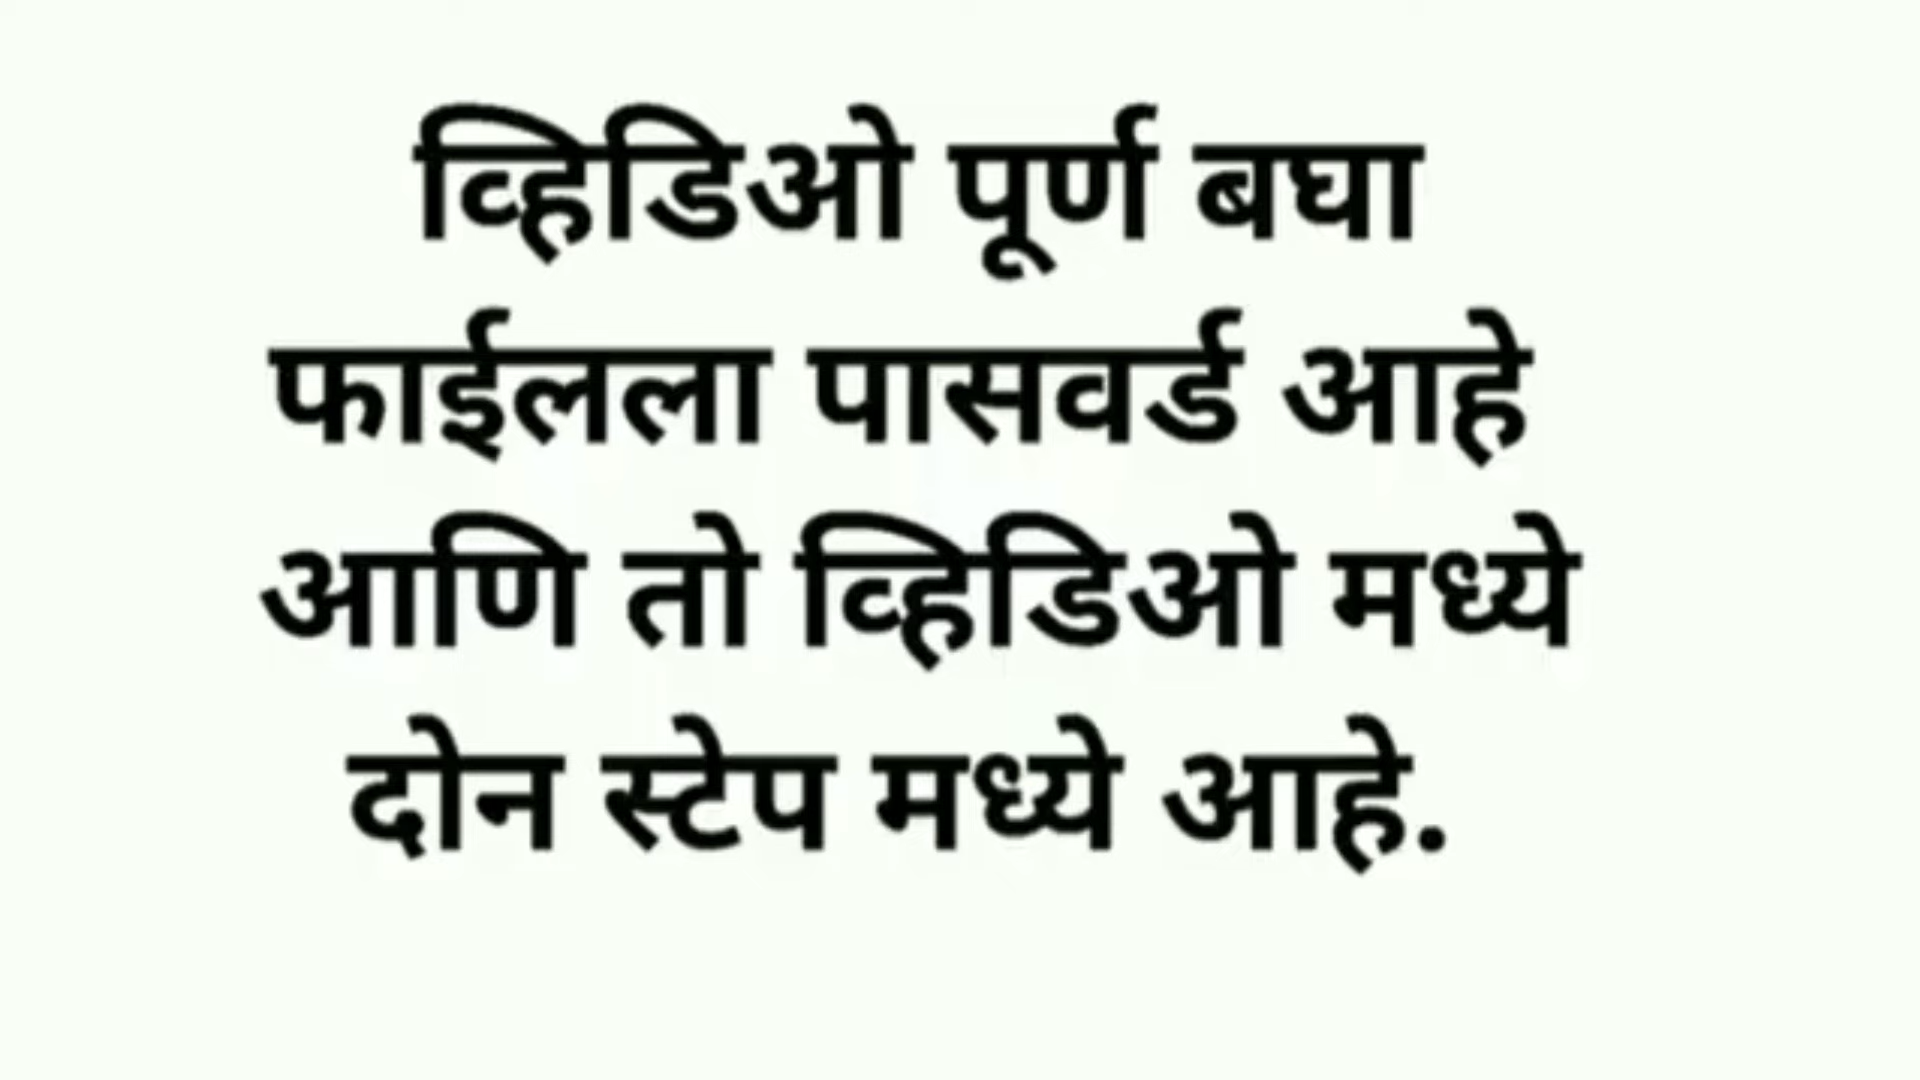 व्हिडिओ पूर्ण बघा
फाईलला पासवर्ड आहे
आणि तो व्हिडिओ मध्ये
दोन स्टेप मध्ये आहे.